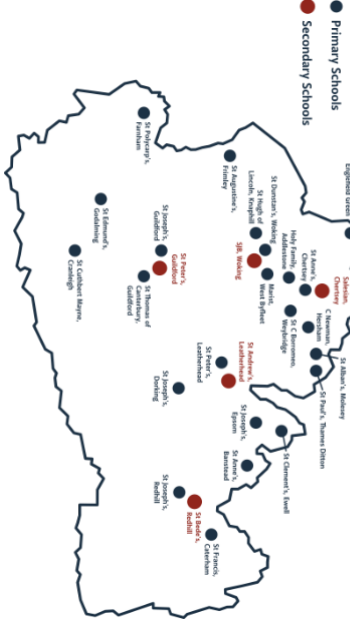 Primary Schools
Secondary Schools
Englefield Green
Salesian,
Chertsey
St Anne's,
Chertsey
Holy Family,
Addlestone
St Dunstan's, Woking
St Hugh of
Lincoln, Knaphill
SJB, Woking
Marist,
West Byfleet
St C Borromeo,
Weybridge
C Newman,
Hersham
St Alban's, Molesey
St Paul's, Thames Ditton
St Augustine's,
Frimley
St Polycarp's,
Farnham
St Joseph's,
Guildford
St Peter's,
Guildford
St Thomas of
Canterbury,
Guildford
St Edmund's,
Godalming
St Cuthbert Mayne,
Cranleigh
St Andrew's,
Leatherhead
St Peter's,
Leatherhead
St Joseph's,
Dorking
St Joseph's,
Epsom
St Clement's, Ewell
St Anne's,
Banstead
St Joseph's,
Redhill
St Bede's,
Redhill
St Francis,
Caterham